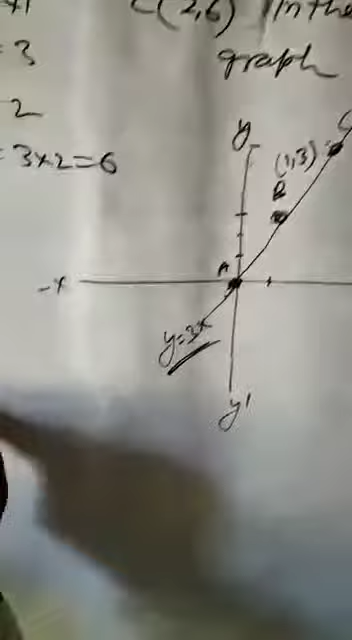 C(2,6) In the
= 3
graph
2
= 3×2=6
y
C
(1,3)
B
A
-x
y=3x
y'